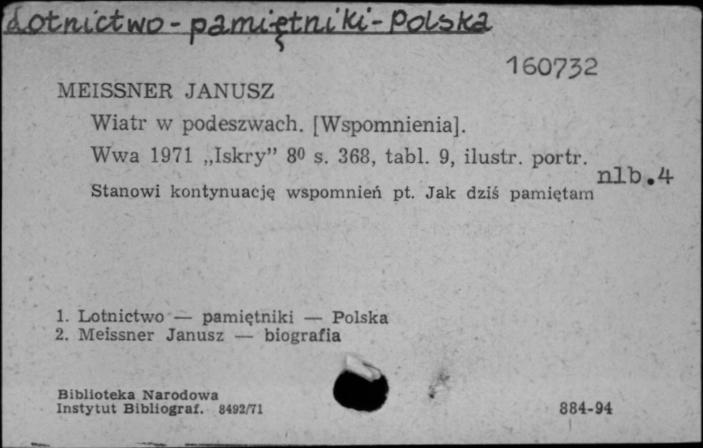 Lotnictwo - pamiętniki - Polska
160732
MEISSNER JANUSZ
Wiatr w podeszwach. [Wspomnienia].
Wwa 1971 „Iskry” 8⁰ s. 368, tabl. 9, ilustr. portr.
nlb.4
Stanowi kontynuację wspomnień pt. Jak dziś pamiętam
1. Lotnictwo — pamiętniki — Polska
2. Meissner Janusz — biografia
Biblioteka Narodowa
Instytut Bibliograf. 8492/71
884-94